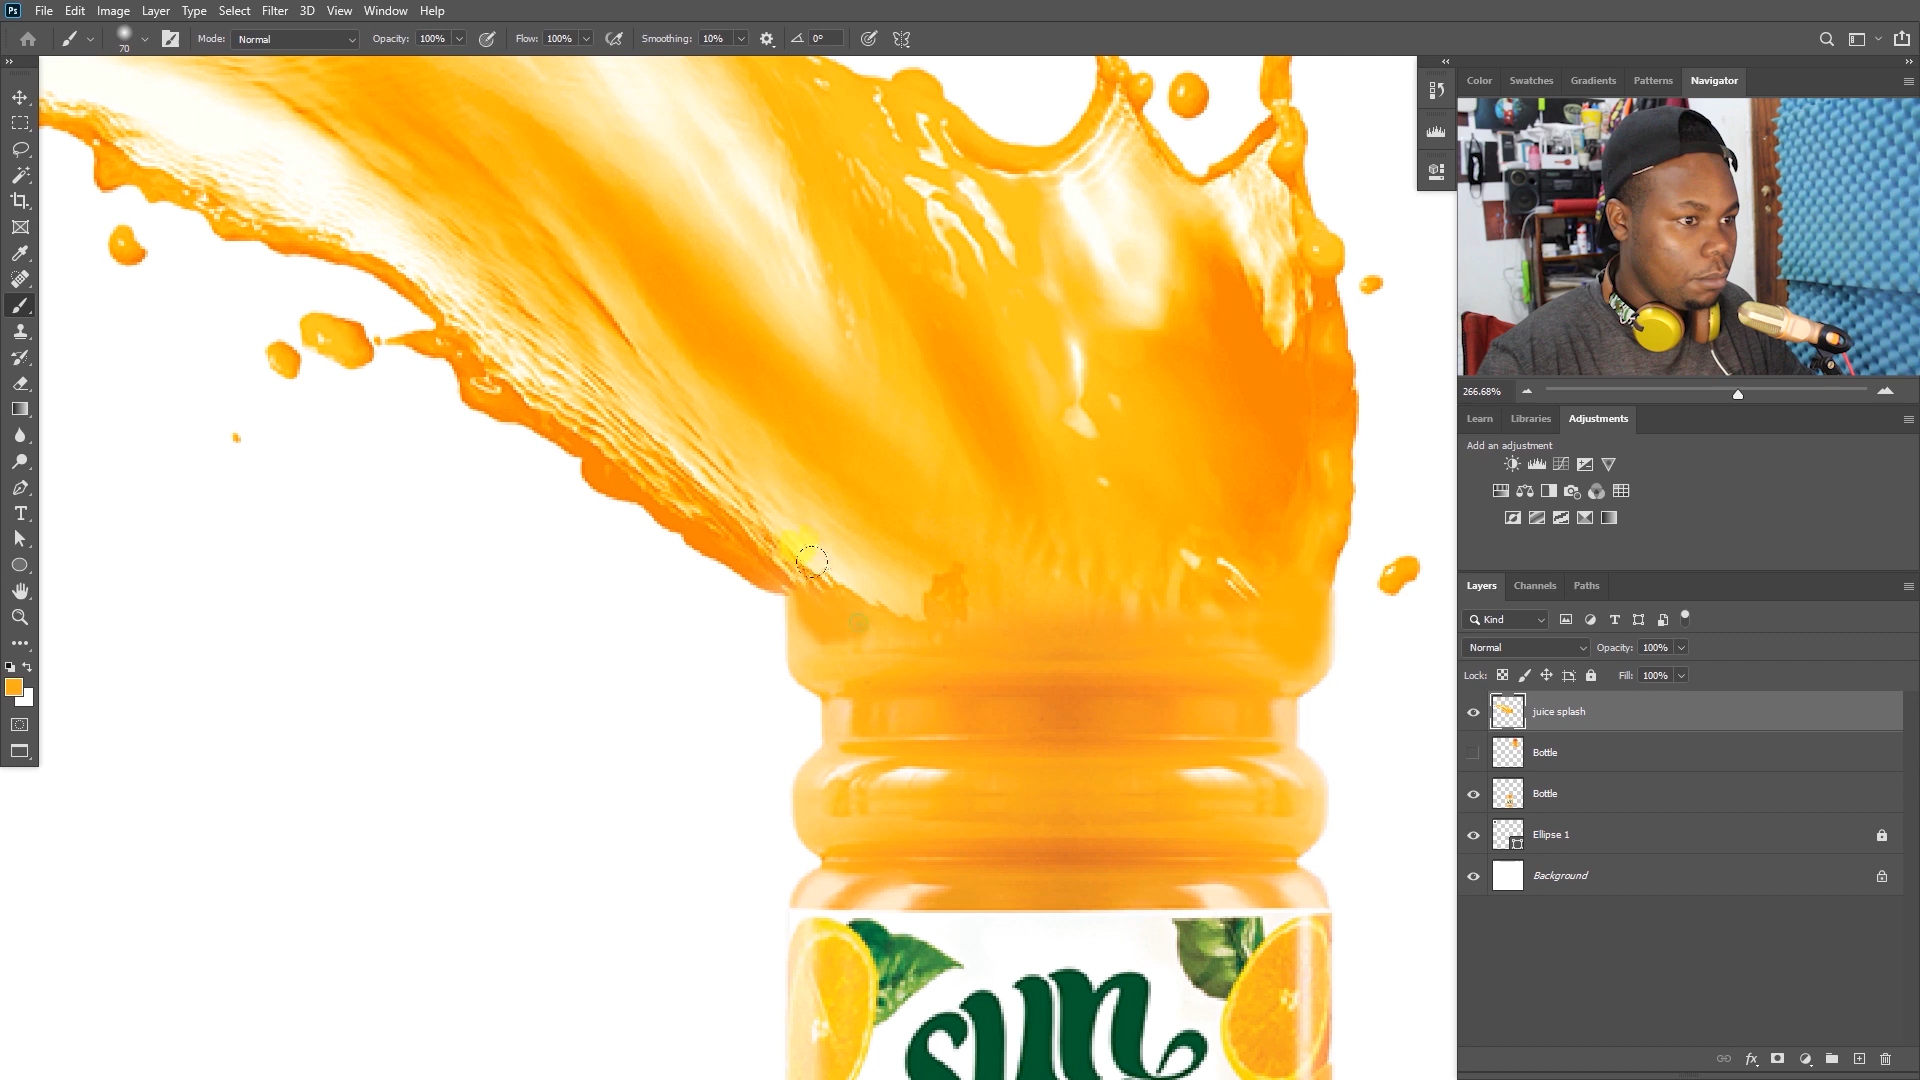 Ps File Edit Image Layer Type Select Filter 3D View Window Help
70 Mode: Normal Opacity: 100% Flow: 100% Smoothing: 10% 0°
Color Swatches Gradients Patterns Navigator
266.68%
Learn Libraries Adjustments
Add an adjustment
Layers Channels Paths
Kind
Normal Opacity: 100%
Lock: Fill: 100%
juice splash
Bottle
Bottle
Ellipse 1
Background
sun